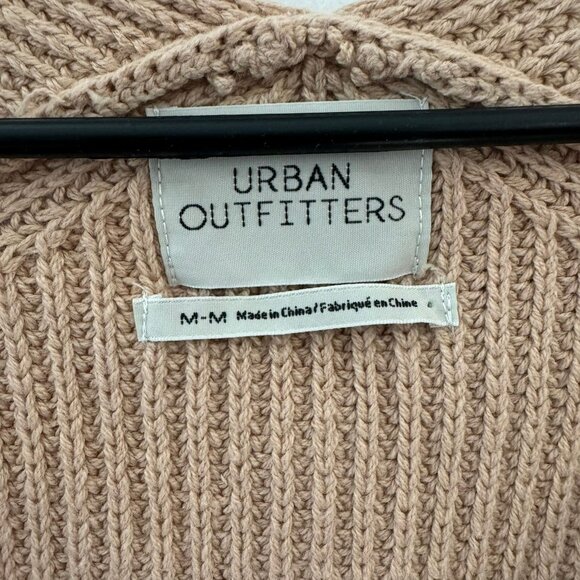 URBAN
OUTFITTERS
M-M Made in China / Fabriqué en Chine